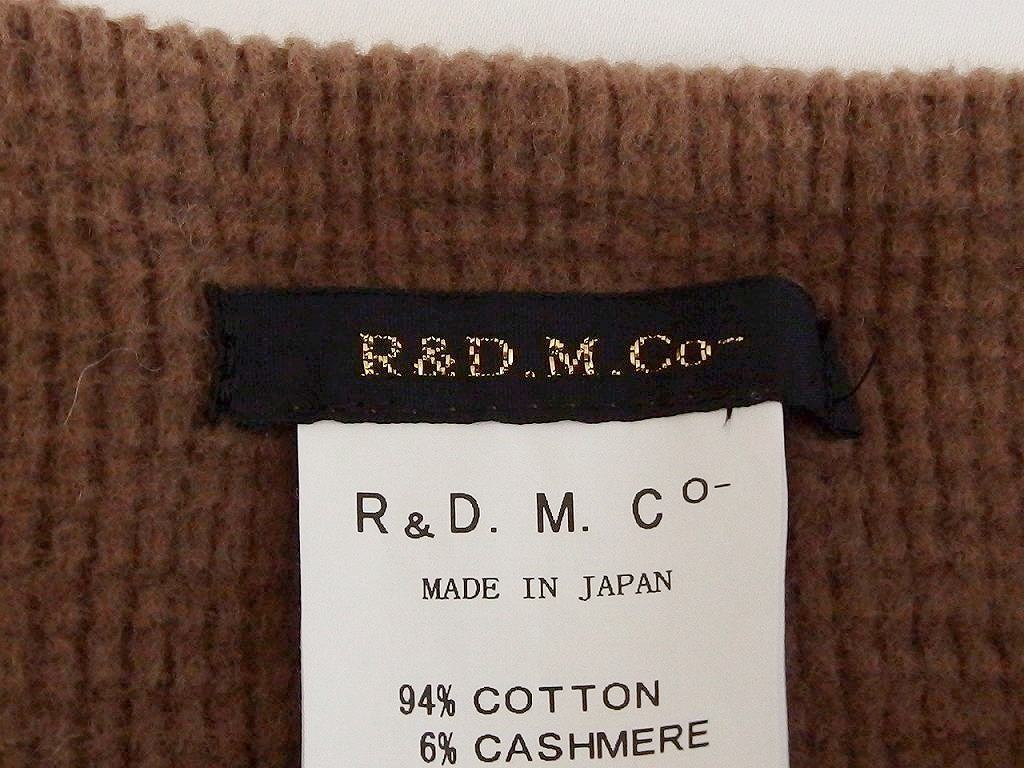 R&D.M.Co-
R&D. M. Co-
MADE IN JAPAN
94% COTTON
6% CASHMERE